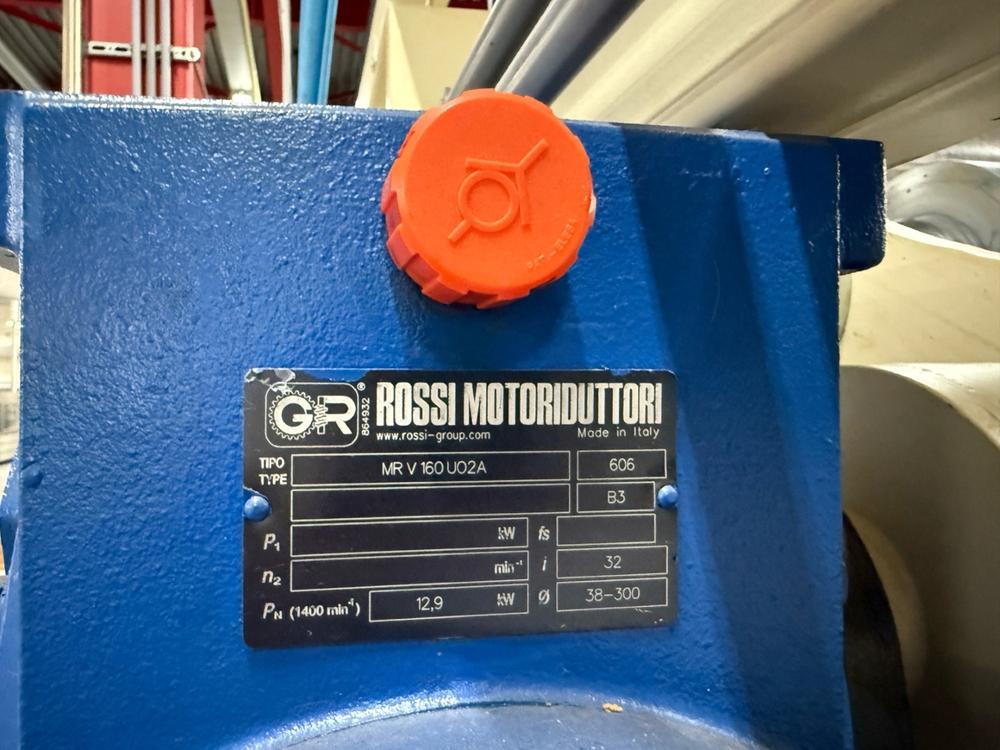 GR
®
864932
ROSSI MOTORIDUTTORI
www.rossi-group.com
Made in Italy
TIPO
TYPE
MR V 160 UO2A
606
B3
P₁
kW
fs
n₂
min⁻¹
i
32
PN (1400 min⁻¹)
12,9
kW
Ø
38-300